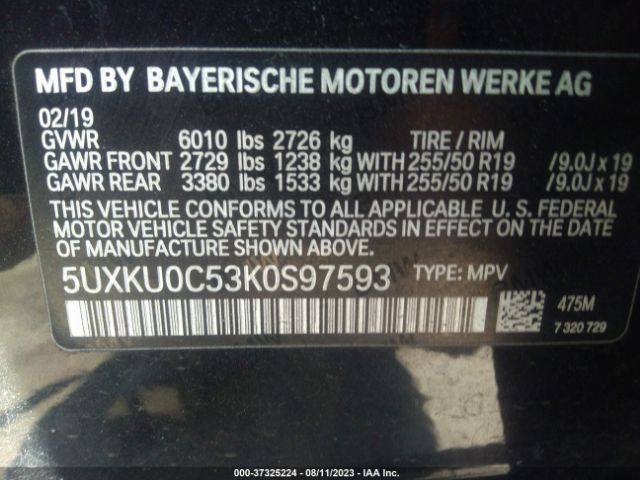 MFD BY BAYERISCHE MOTOREN WERKE AG
02/19
GVWR 6010 lbs 2726 kg TIRE / RIM
GAWR FRONT 2729 lbs 1238 kg WITH 255/50 R19 /9.0J x 19
GAWR REAR 3380 lbs 1533 kg WITH 255/50 R19 /9.0J x 19
THIS VEHICLE CONFORMS TO ALL APPLICABLE U. S. FEDERAL
MOTOR VEHICLE SAFETY STANDARDS IN EFFECT ON THE DATE
OF MANUFACTURE SHOWN ABOVE.
5UXKU0C53K0S97593 TYPE: MPV
475M
7 320 729
000-37325224 - 08/11/2023 - IAA Inc.